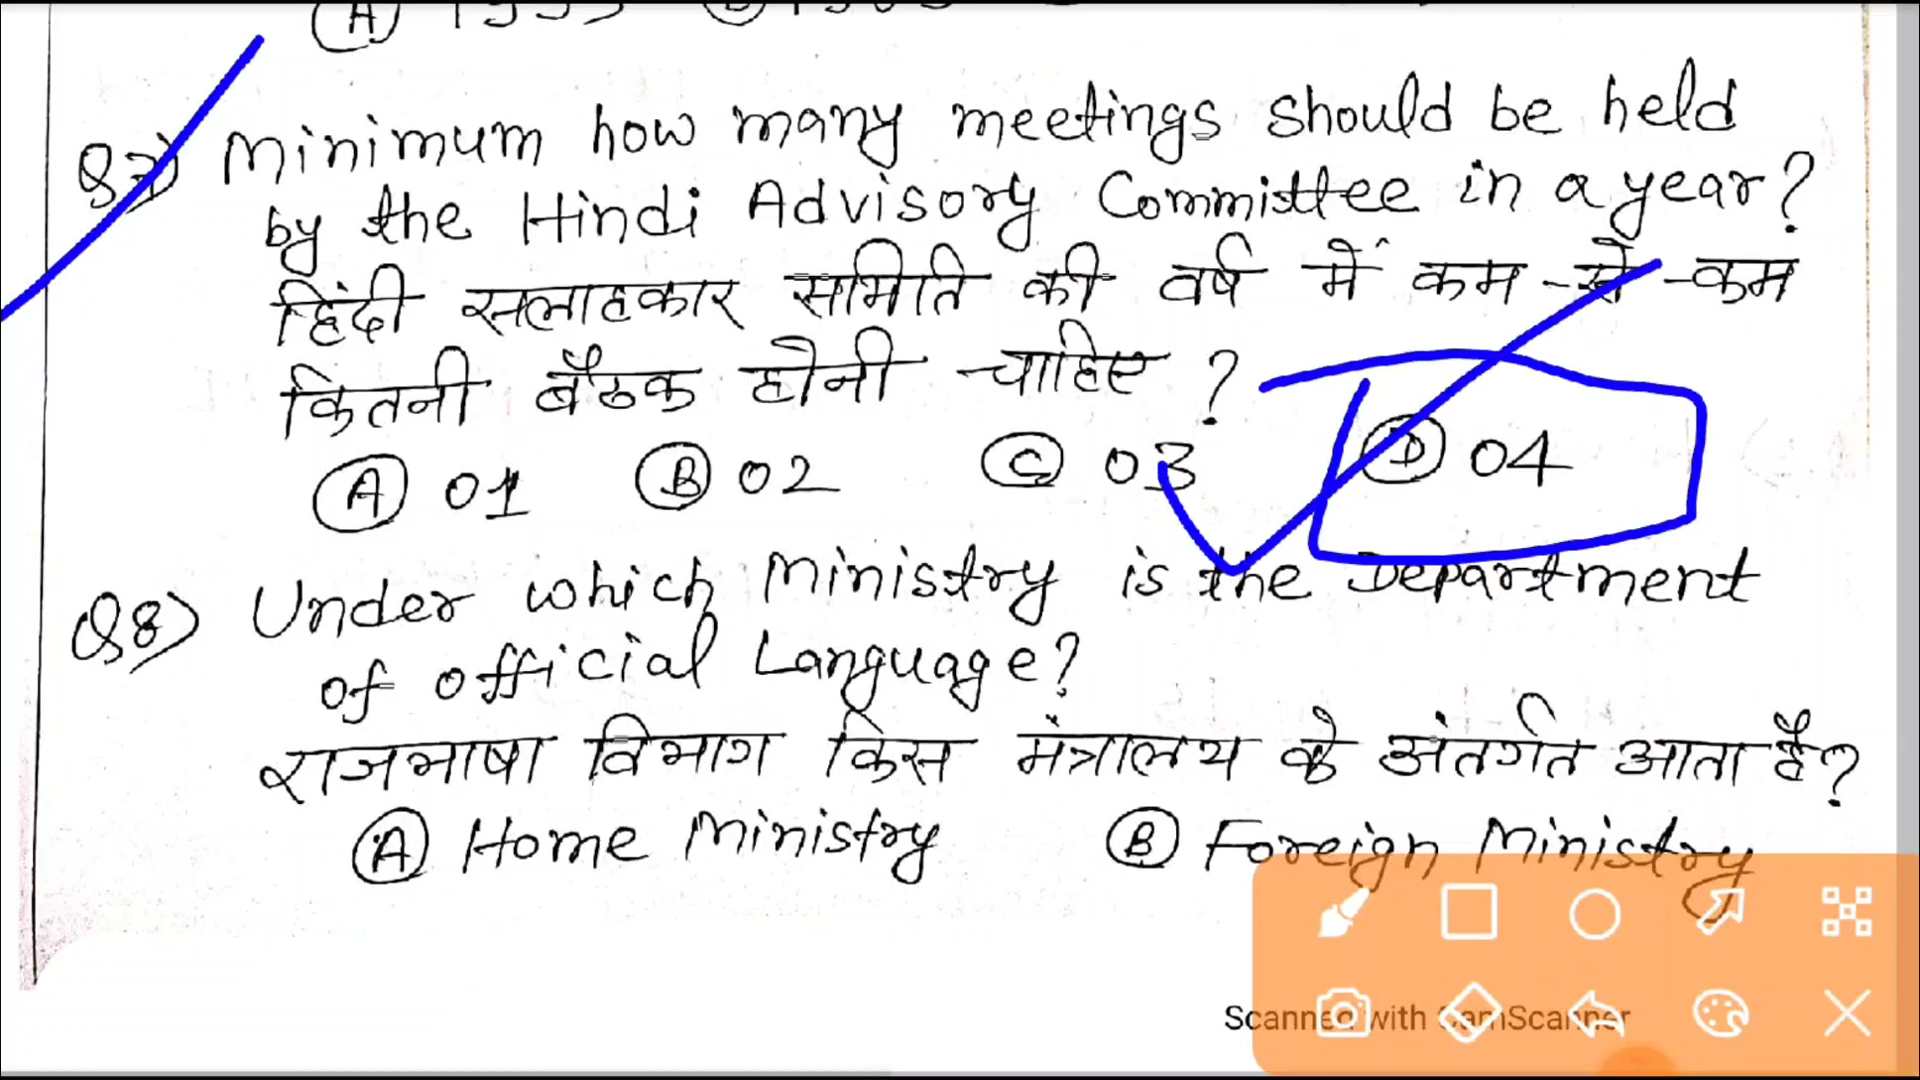 Q7) Minimum how many meetings should be held
by the Hindi Advisory Committee in a year?
हिंदी सलाहकार समिति की वर्ष में कम-से-कम
कितनी बैठक होनी चाहिए ?
(A) 01 (B) 02 (C) 03 (D) 04
Q8) Under which Ministry is the Department
of official Language?
राजभाषा विभाग किस मंत्रालय के अंतर्गत आता है?
(A) Home Ministry (B) Foreign Ministry
Scanned with CamScanner